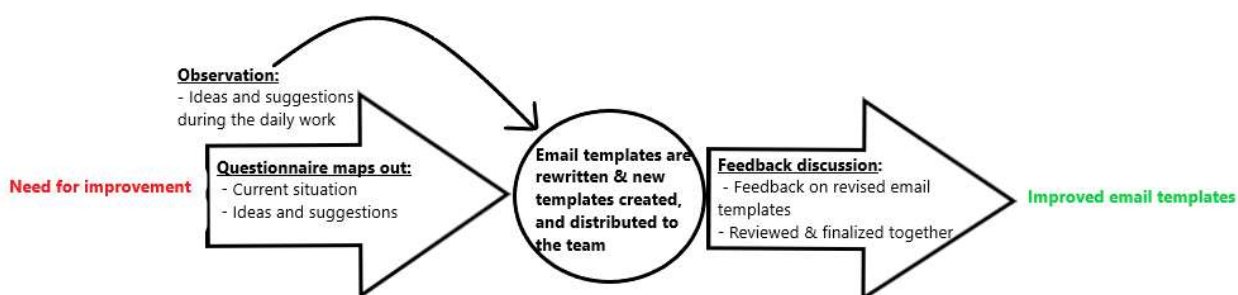 Observation:
- Ideas and suggestions
during the daily work
Need for improvement
Questionnaire maps out:
- Current situation
- Ideas and suggestions
Email templates are
rewritten & new
templates created,
and distributed to
the team
Feedback discussion:
- Feedback on revised email
templates
- Reviewed & finalized together
Improved email templates